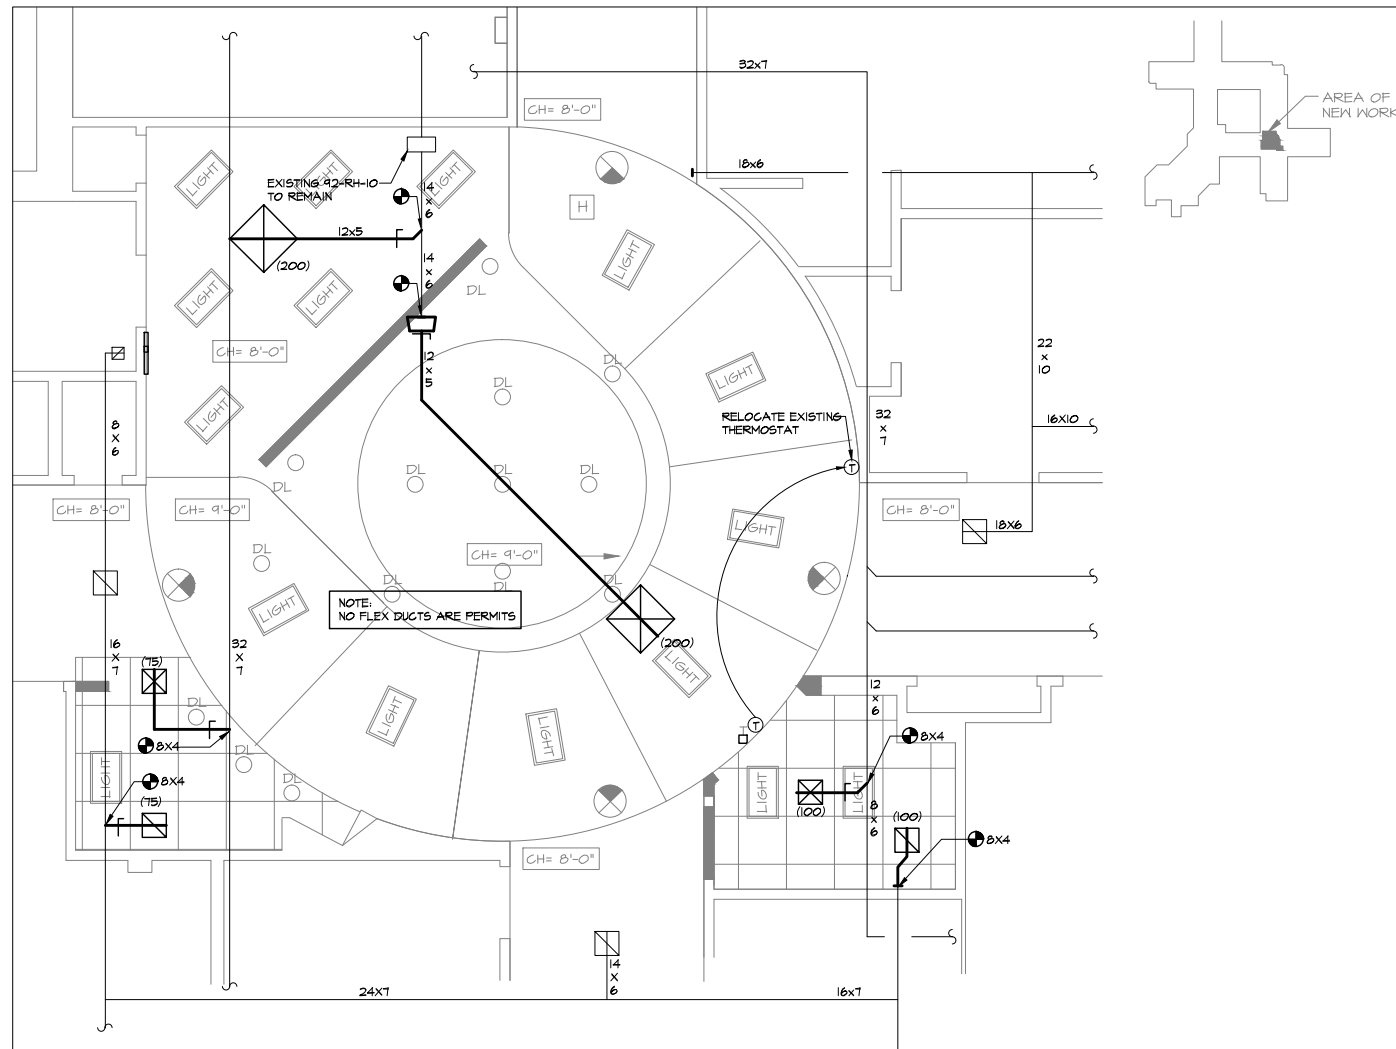 32x7
CH= 8'-0"
AREA OF
NEW WORK
18x6
LIGHT
LIGHT
LIGHT
EXISTING 92-RH-10
TO REMAIN
14
x
6
H
12x5
(200)
LIGHT
14
x
6
DL
LIGHT
LIGHT
CH= 8'-0"
12
x
5
DL
DL
LIGHT
22
x
10
LIGHT
RELOCATE EXISTING
THERMOSTAT
32
x
7
16X10
8
X
6
DL
DL
DL
T
DL
CH= 8'-0"
CH= 9'-0"
CH= 8'-0"
18X6
LIGHT
DL
CH= 9'-0"
DL
DL
DL
LIGHT
NOTE:
NO FLEX DUCTS ARE PERMITS
16
X
7
32
X
7
(75)
(200)
LIGHT
12
x
6
DL
LIGHT
LIGHT
T
T
8X4
8X4
DL
8X4
LIGHT
DL
LIGHT
LIGHT
(75)
(100)
8
x
6
(100)
8X4
CH= 8'-0"
14
X
6
24X7
16x7